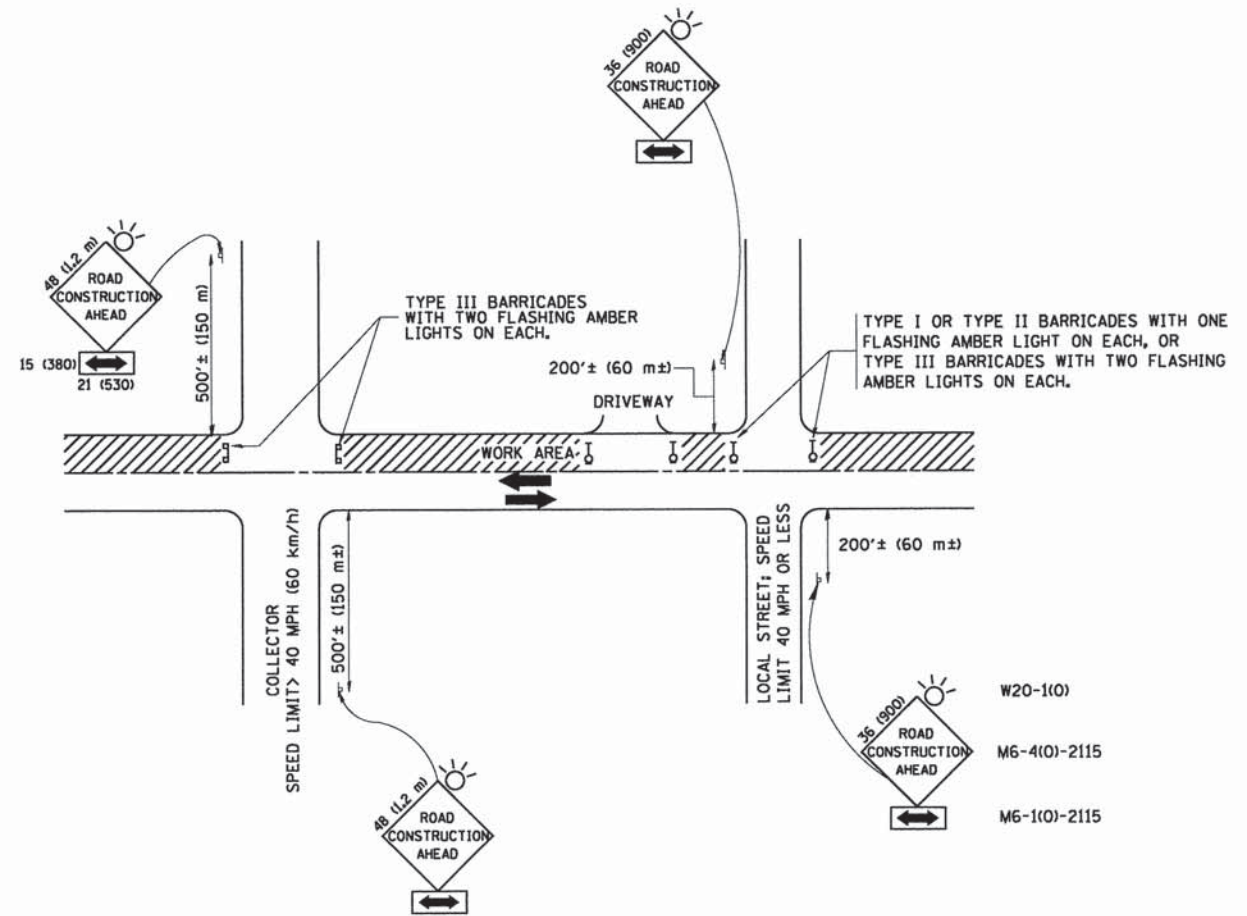 36 (900)
ROAD
CONSTRUCTION
AHEAD
48 (1.2 m)
ROAD
CONSTRUCTION
AHEAD
15 (380)
21 (530)
500'± (150 m)
TYPE III BARRICADES
WITH TWO FLASHING AMBER
LIGHTS ON EACH.
200'± (60 m±)
DRIVEWAY
TYPE I OR TYPE II BARRICADES WITH ONE
FLASHING AMBER LIGHT ON EACH, OR
TYPE III BARRICADES WITH TWO FLASHING
AMBER LIGHTS ON EACH.
WORK AREA
COLLECTOR
SPEED LIMIT> 40 MPH (60 km/h)
500'± (150 m±)
LOCAL STREET; SPEED
LIMIT 40 MPH OR LESS
200'± (60 m±)
48 (1.2 m)
ROAD
CONSTRUCTION
AHEAD
36 (900)
ROAD
CONSTRUCTION
AHEAD
W20-1(O)
M6-4(O)-2115
M6-1(O)-2115